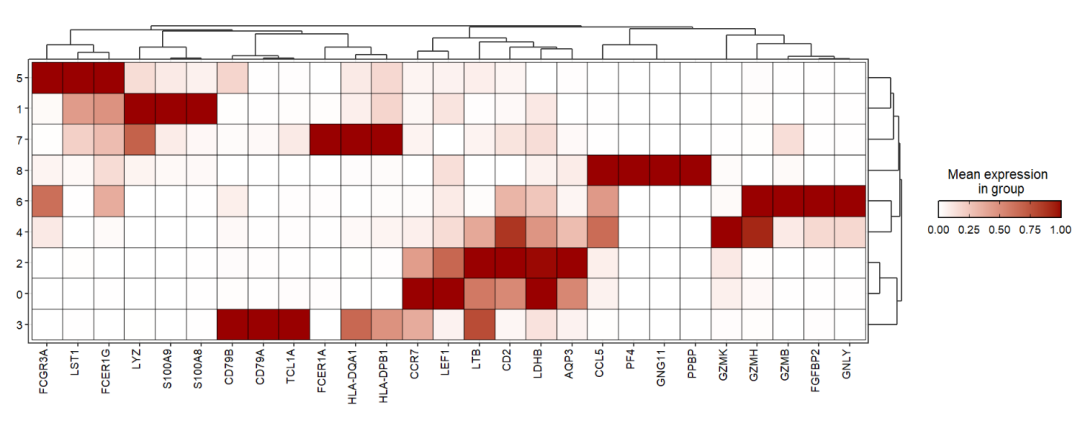 5
1
7
8
6
4
2
0
3
FCGR3A
LST1
FCER1G
LYZ
S100A9
S100A8
CD79B
CD79A
TCL1A
FCER1A
HLA-DQA1
HLA-DPB1
CCR7
LEF1
LTB
CD2
LDHB
AQP3
CCL5
PF4
GNG11
PPBP
GZMK
GZMH
GZMB
FGFBP2
GNLY
Mean expression
in group
0.00 0.25 0.50 0.75 1.00